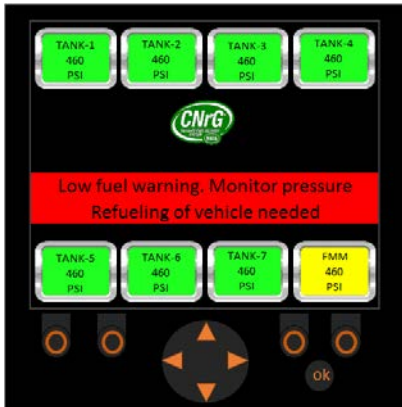 TANK-1
460
PSI
TANK-2
460
PSI
TANK-3
460
PSI
TANK-4
460
PSI
CNrG
Low fuel warning. Monitor pressure
Refueling of vehicle needed
TANK-5
460
PSI
TANK-6
460
PSI
TANK-7
460
PSI
FMM
460
PSI
ok